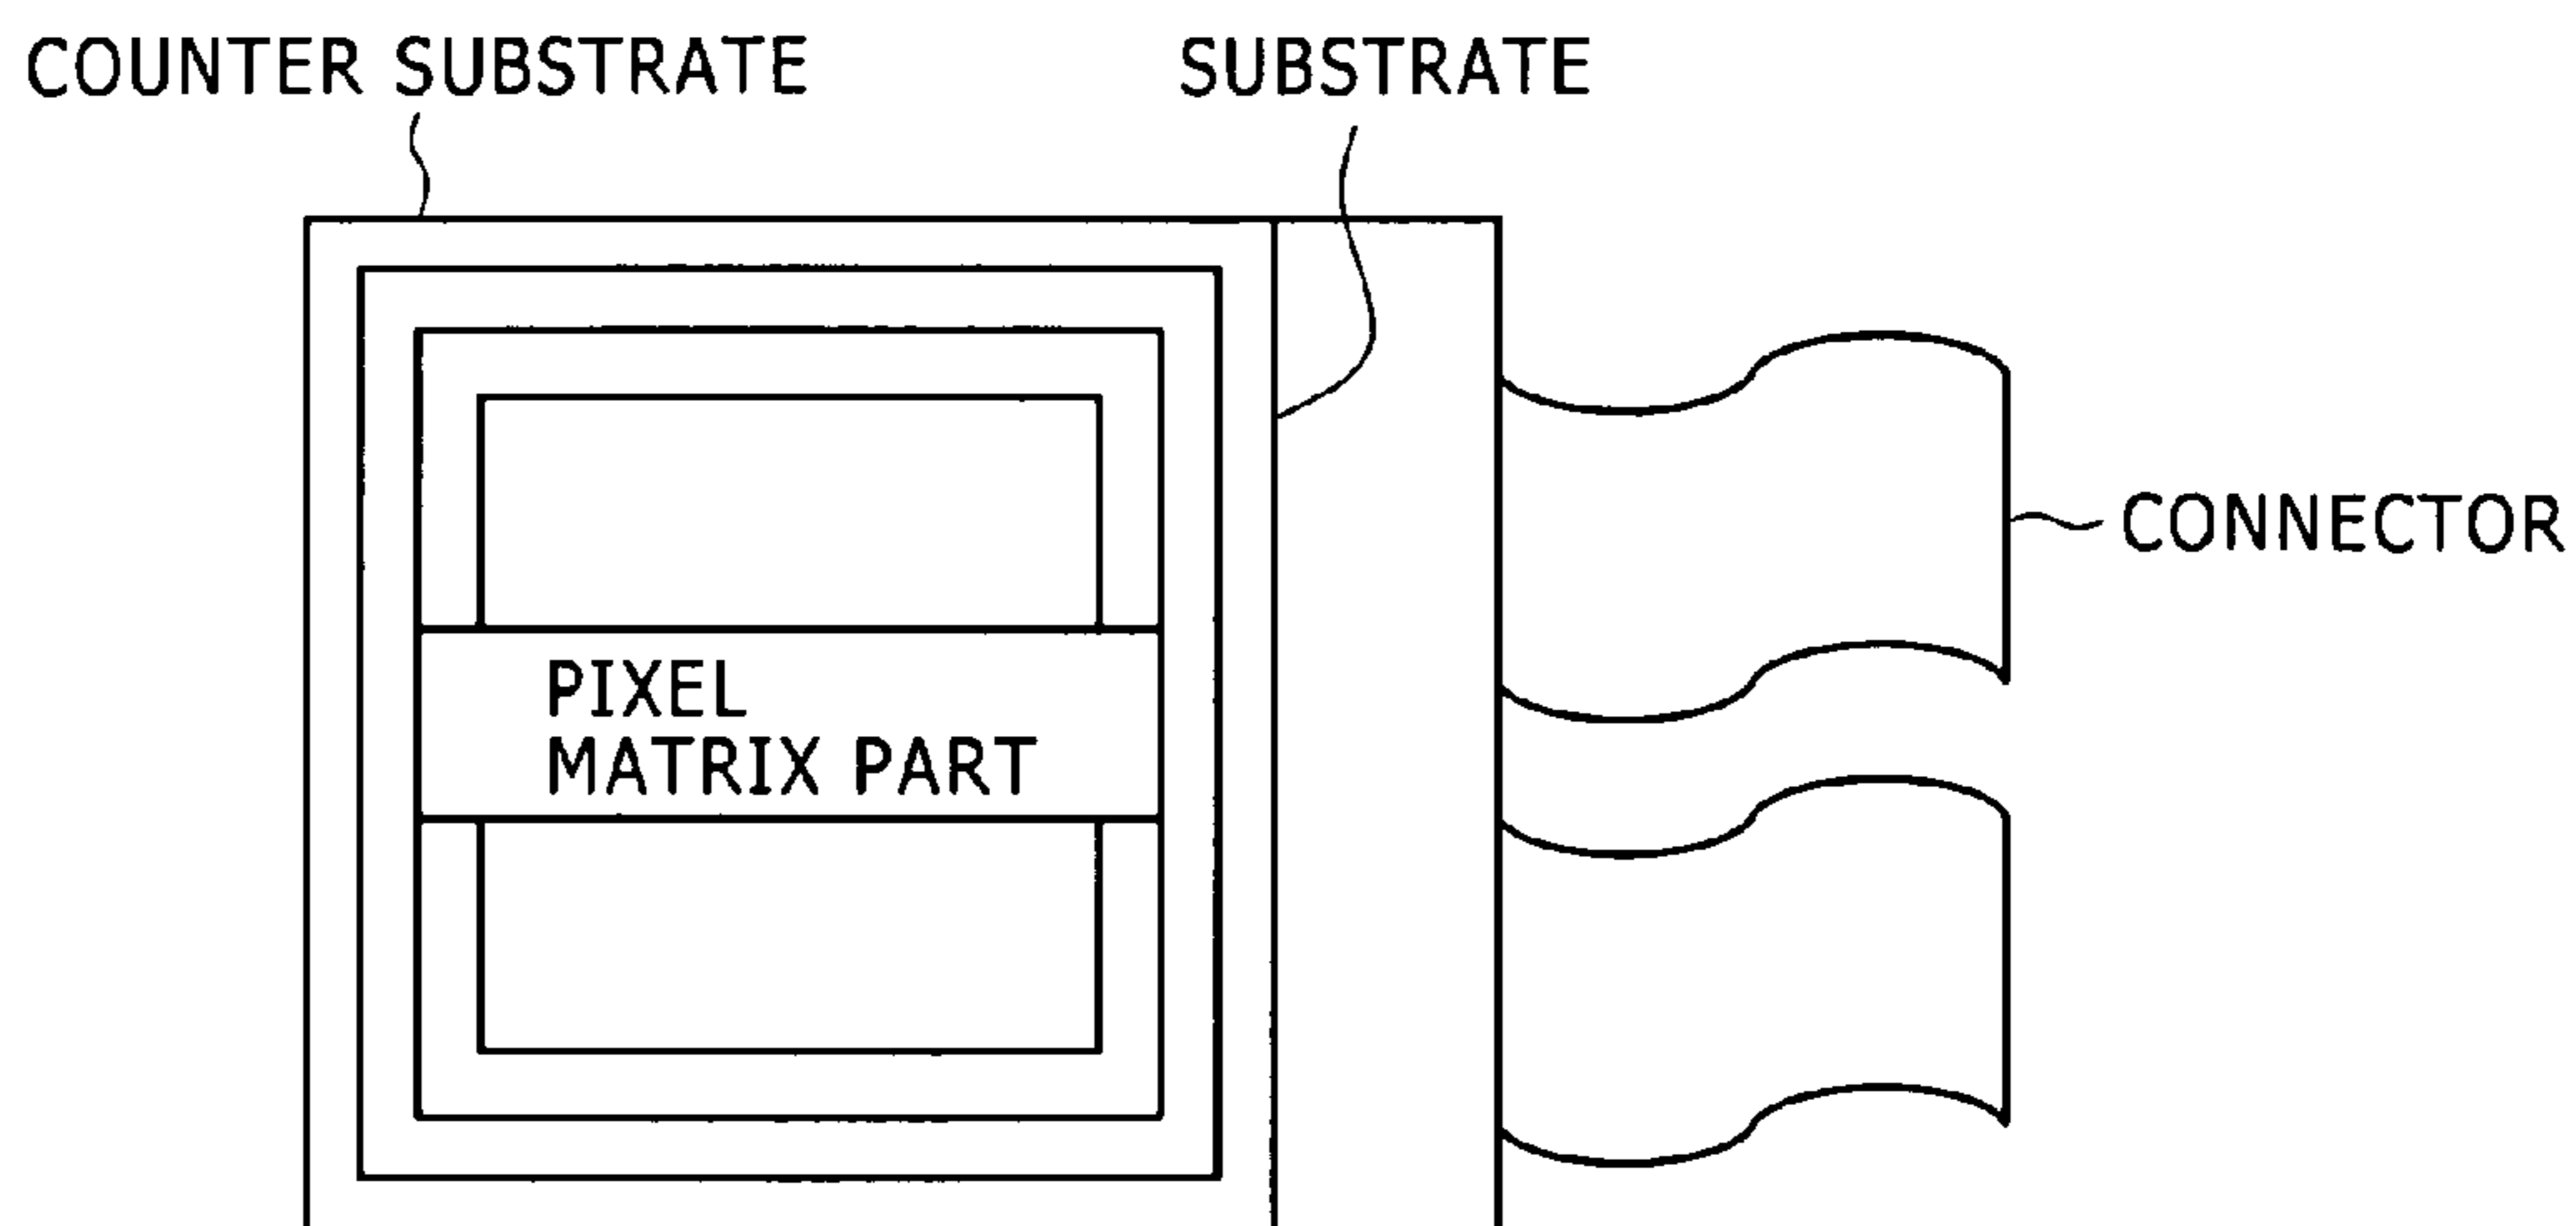 COUNTER SUBSTRATE
SUBSTRATE
CONNECTOR
PIXEL
MATRIX PART